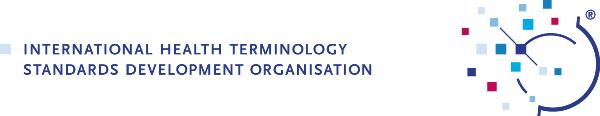 INTERNATIONAL HEALTH TERMINOLOGY
STANDARDS DEVELOPMENT ORGANISATION
®